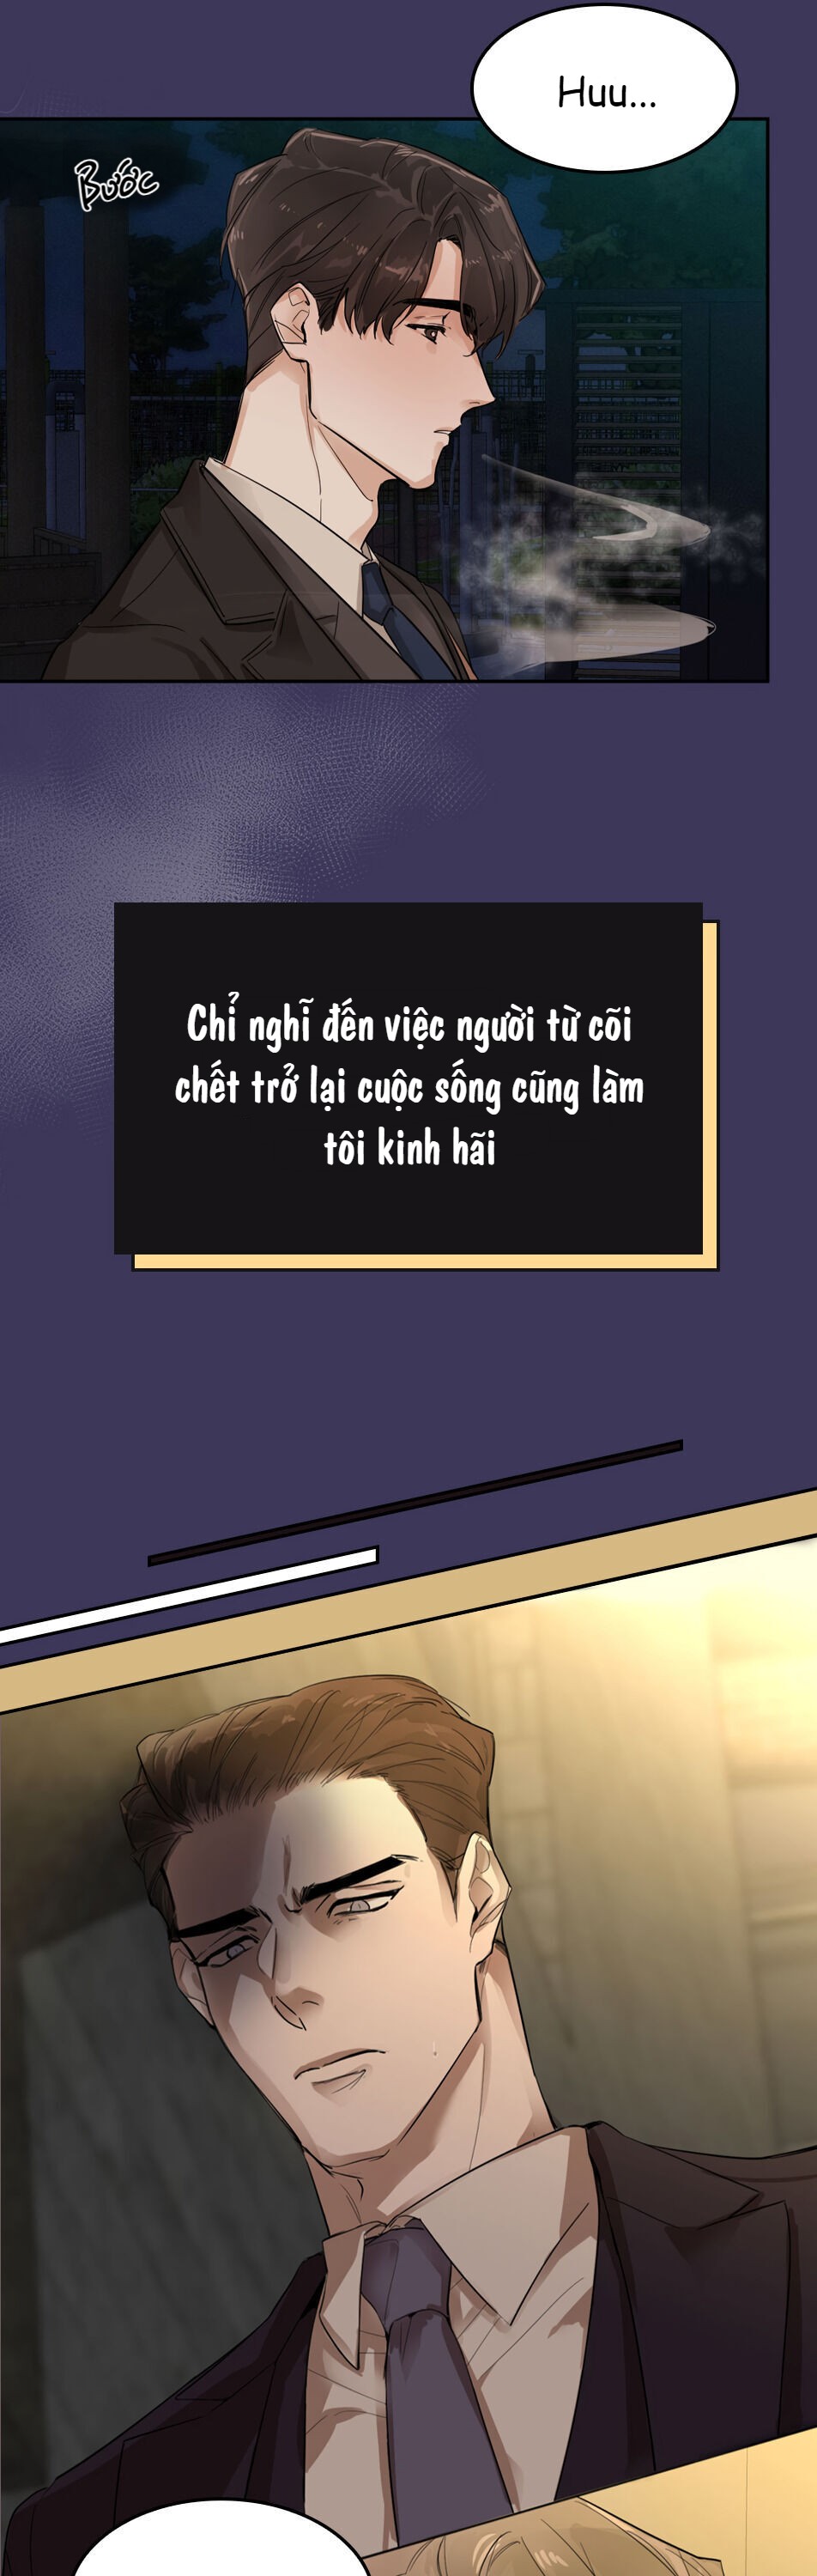 Huu...
Bước
Chỉ nghĩ đến việc người từ cõi
chết trở lại cuộc sống cũng làm
tôi kinh hãi